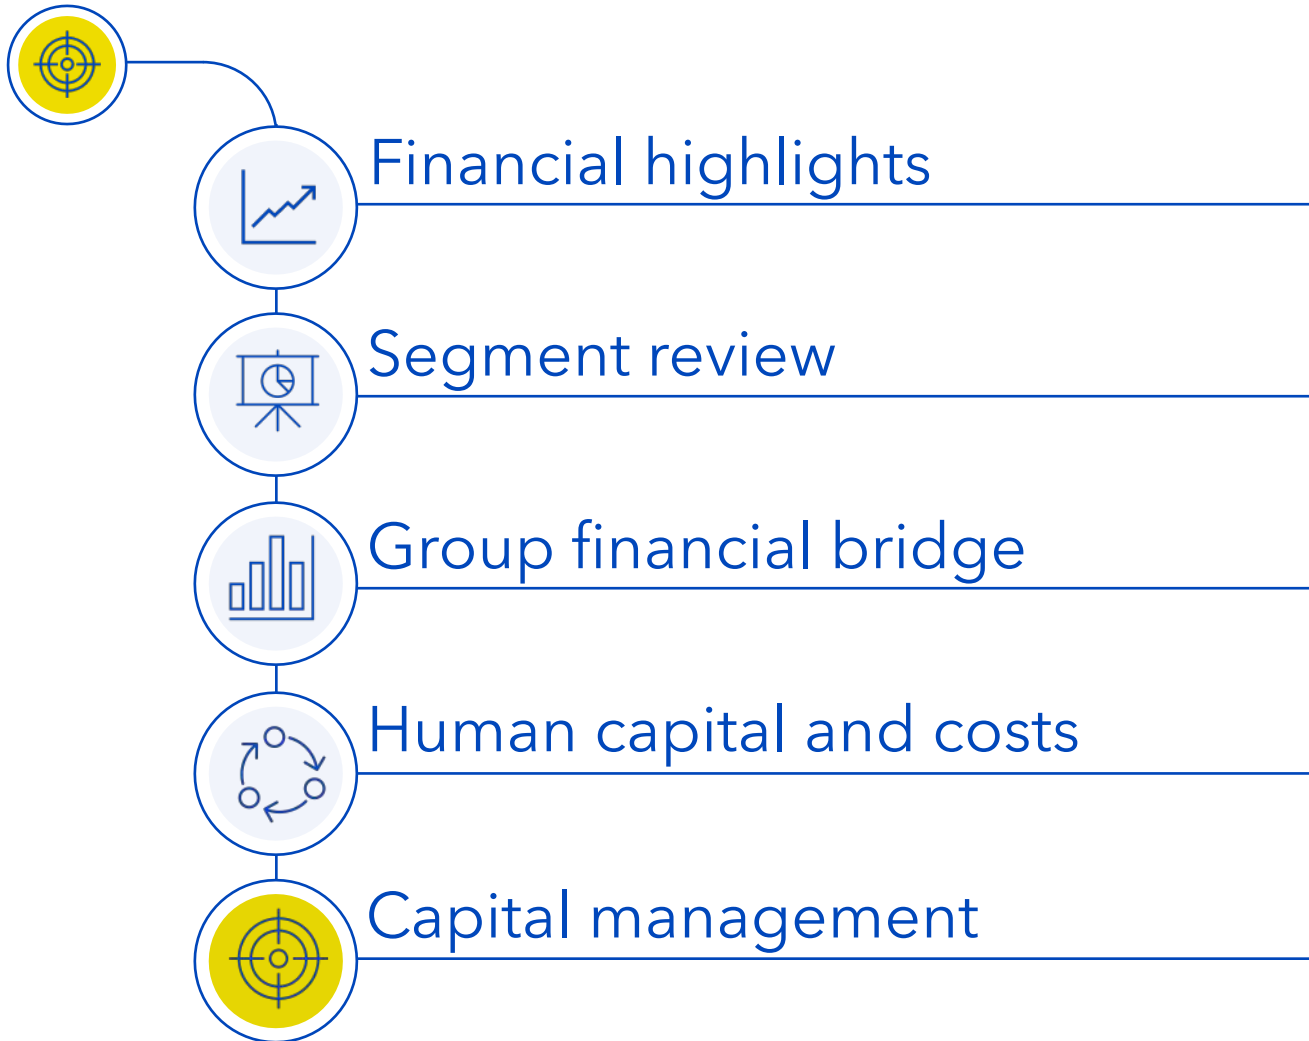 Financial highlights
Segment review
Group financial bridge
Human capital and costs
Capital management